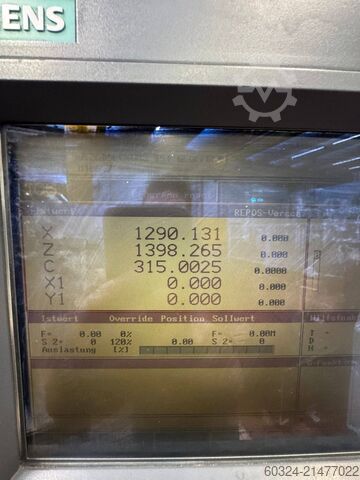 ENS
Istwert REPOS-Versch
X 1290.131 0.000
Z 1398.265 0.000
C 315.0025 0.0000
X1 0.000 0.000
Y1 0.000 0.000
Istwert Override Position Sollwert Hilfsfunk
F= 0.00 0% F= 0.00M T -
S 2= 0 120% 0.00 S 2= 0 D -
Auslastung [%] H -
60324-21477022